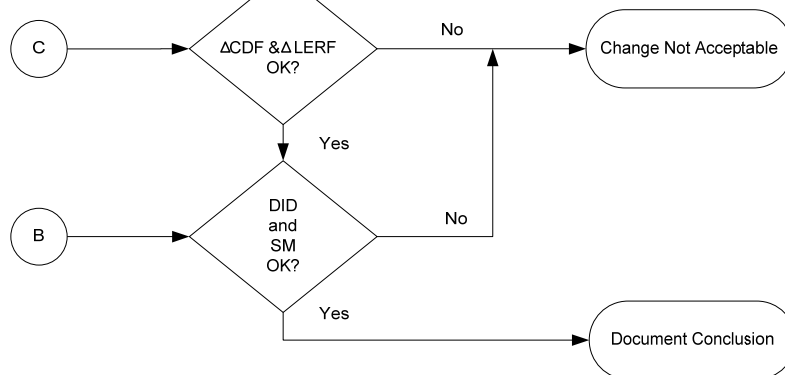 No
C
ΔCDF &Δ LERF
OK?
Change Not Acceptable
Yes
DID
and
SM
OK?
B
No
Yes
Document Conclusion